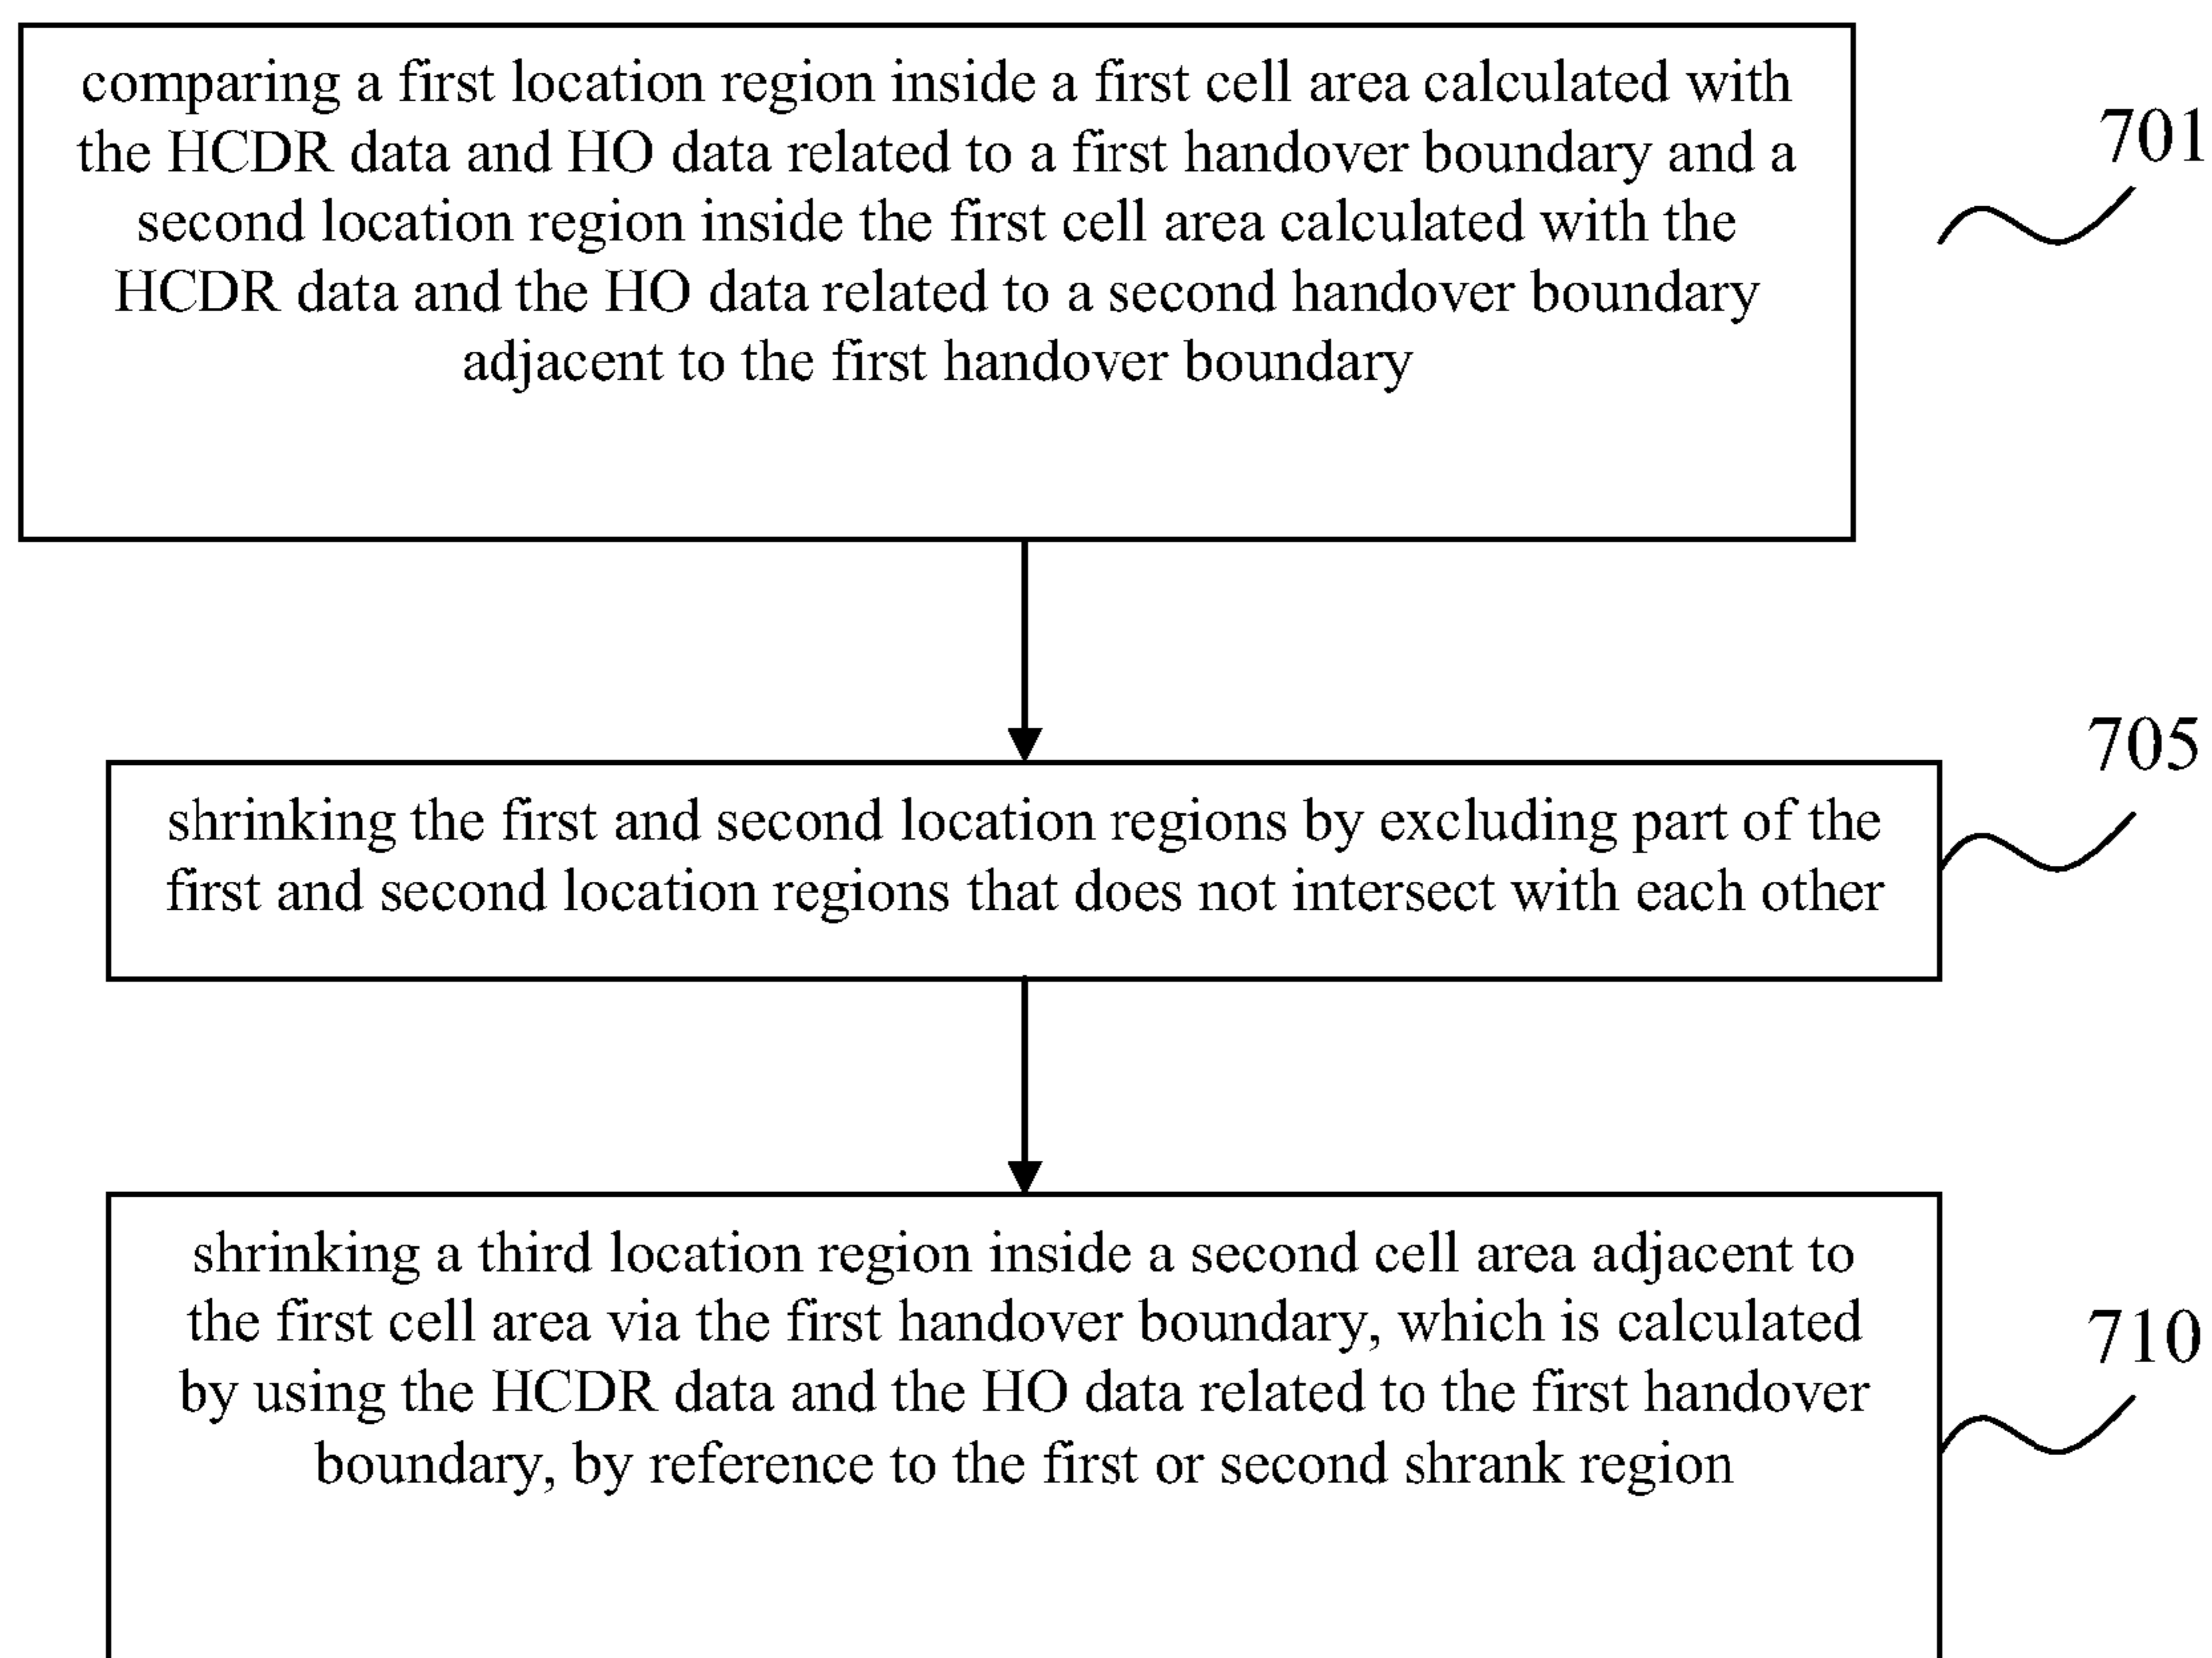 comparing a first location region inside a first cell area calculated with
the HCDR data and HO data related to a first handover boundary and a
second location region inside the first cell area calculated with the
HCDR data and the HO data related to a second handover boundary
adjacent to the first handover boundary
701
shrinking the first and second location regions by excluding part of the
first and second location regions that does not intersect with each other
705
shrinking a third location region inside a second cell area adjacent to
the first cell area via the first handover boundary, which is calculated
by using the HCDR data and the HO data related to the first handover
boundary, by reference to the first or second shrank region
710